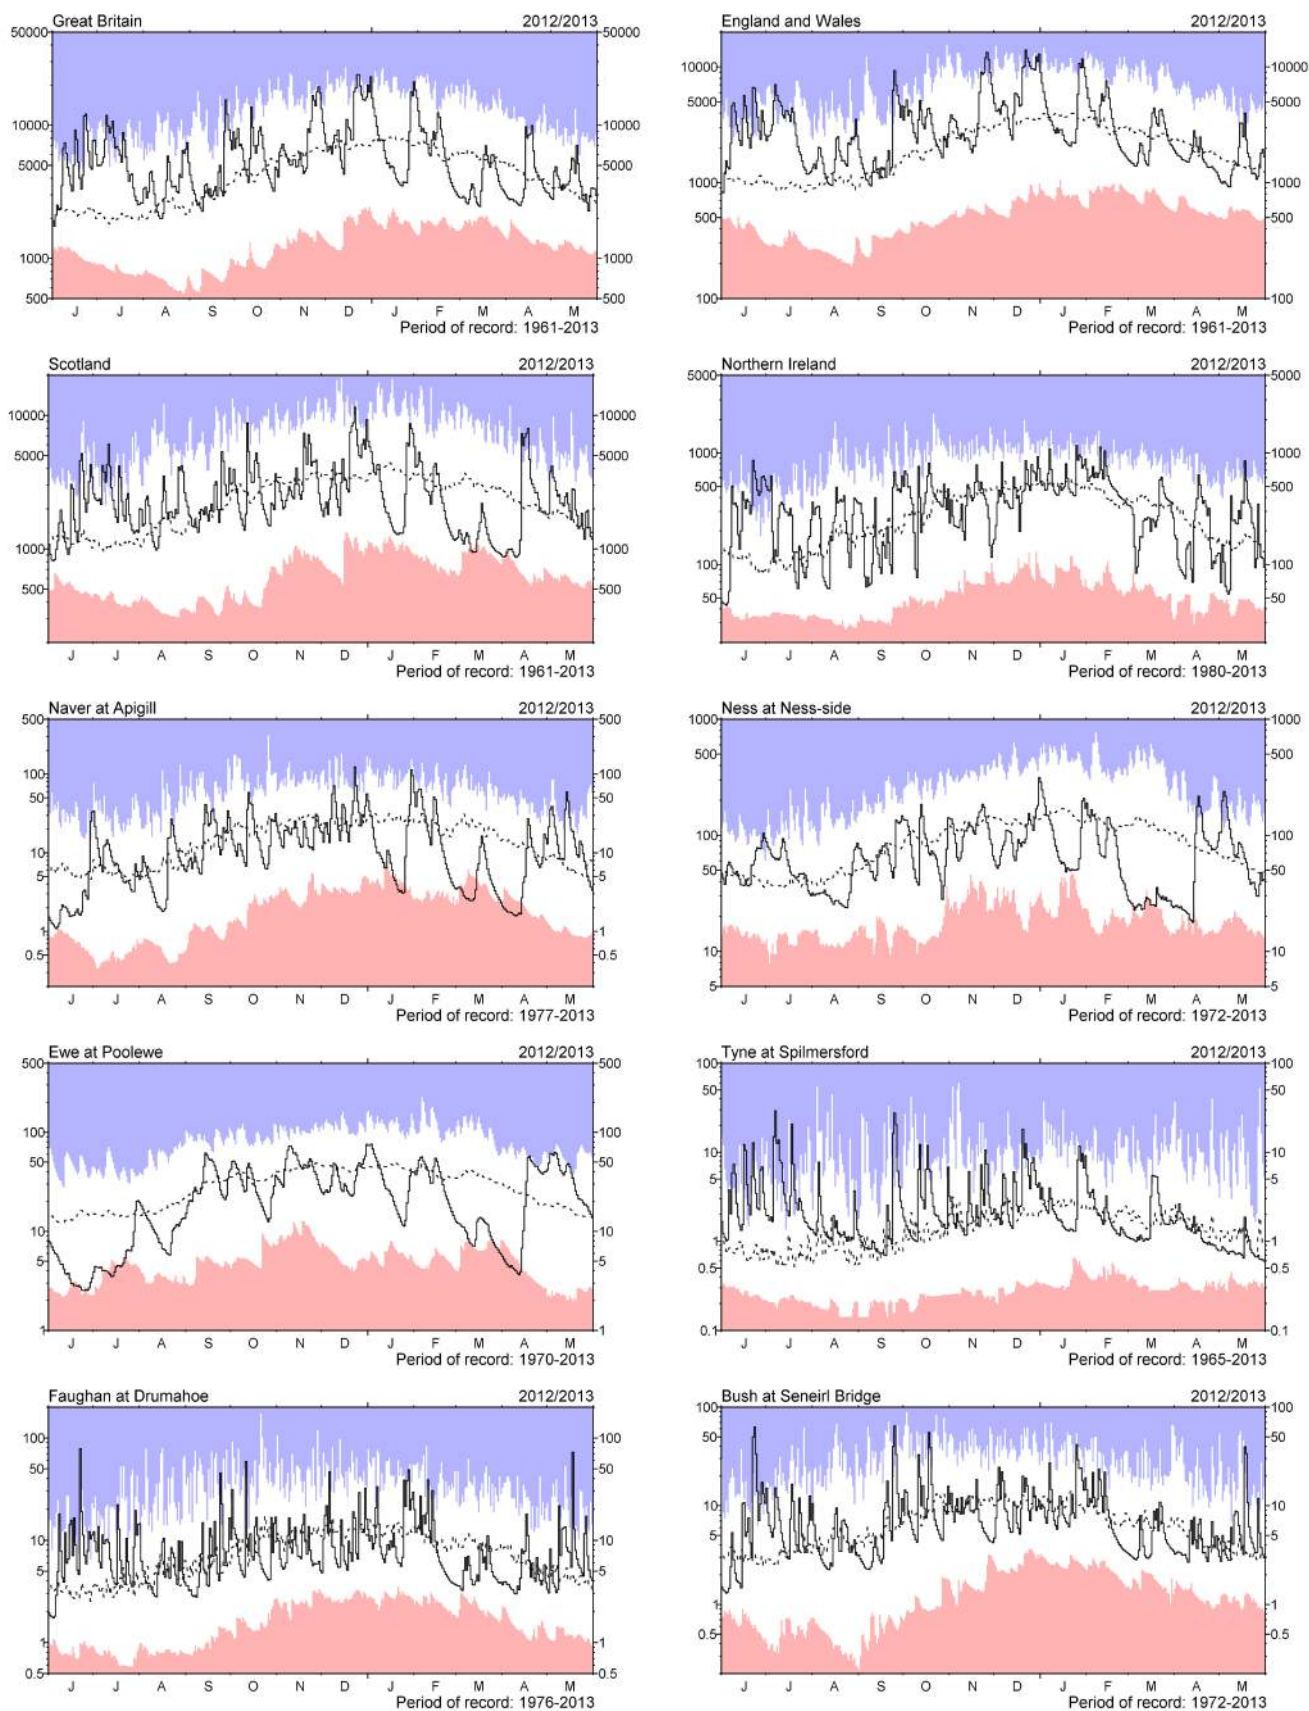 Great Britain 2012/2013 England and Wales 2012/2013
50000 50000
10000 10000
10000 10000
5000 5000
5000 5000
1000 1000
1000 1000
500 500
500 500
100 100
J J A S O N D J F M A M J J A S O N D J F M A M
Period of record: 1961-2013 Period of record: 1961-2013
Scotland 2012/2013 Northern Ireland 2012/2013
5000 5000
10000 10000
5000 5000
1000 1000
500 500
1000 1000
500 500
100 100
50 50
J J A S O N D J F M A M J J A S O N D J F M A M
Period of record: 1961-2013 Period of record: 1980-2013
Naver at Apigill 2012/2013 Ness at Ness-side 2012/2013
500 500 1000 1000
500 500
100 100
50 50
100 100
10 10
50 50
5 5
1 1
10 10
0.5 0.5
5 5
J J A S O N D J F M A M J J A S O N D J F M A M
Period of record: 1977-2013 Period of record: 1972-2013
Ewe at Poolewe 2012/2013 Tyne at Spilmersford 2012/2013
500 500 100 100
50 50
100 100
50 50
10 10
5 5
10 10
1 1
5 5
0.5 0.5
1 1 0.1 0.1
J J A S O N D J F M A M J J A S O N D J F M A M
Period of record: 1970-2013 Period of record: 1965-2013
Faughan at Drumahoe 2012/2013 Bush at Seneirl Bridge 2012/2013
100 100
100 100
50 50
50 50
10 10
10 10
5 5
5 5
1 1
1 1
0.5 0.5
0.5 0.5
J J A S O N D J F M A M J J A S O N D J F M A M
Period of record: 1976-2013 Period of record: 1972-2013